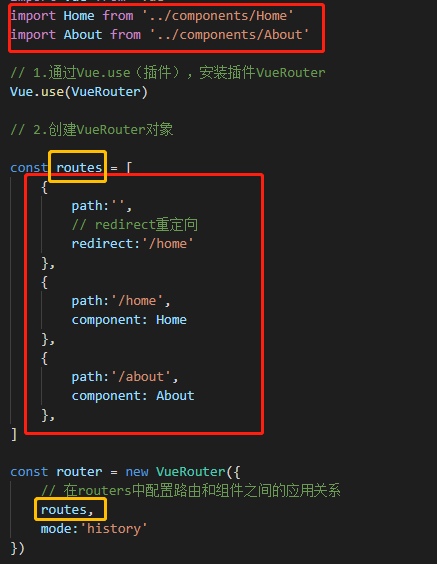 import Home from '../components/Home'
import About from '../components/About'
// 1.通过Vue.use（插件），安装插件VueRouter
Vue.use(VueRouter)
// 2.创建VueRouter对象
const routes = [
{
path:'',
// redirect重定向
redirect:'/home'
},
{
path:'/home',
component: Home
},
{
path:'/about',
component: About
},
]
const router = new VueRouter({
// 在routers中配置路由和组件之间的应用关系
routes,
mode:'history'
})